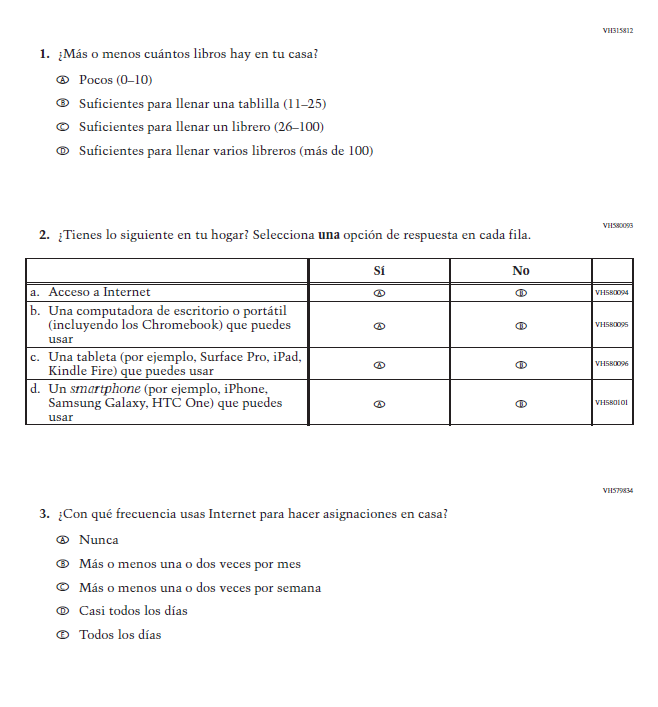 VH315812
1. ¿Más o menos cuántos libros hay en tu casa?
Ⓐ Pocos (0–10)
Ⓑ Suficientes para llenar una tablilla (11–25)
Ⓒ Suficientes para llenar un librero (26–100)
Ⓓ Suficientes para llenar varios libreros (más de 100)
VH580093
2. ¿Tienes lo siguiente en tu hogar? Selecciona una opción de respuesta en cada fila.
Sí No
a. Acceso a Internet Ⓐ Ⓑ VH580094
b. Una computadora de escritorio o portátil
(incluyendo los Chromebook) que puedes
usar Ⓐ Ⓑ VH580095
c. Una tableta (por ejemplo, Surface Pro, iPad,
Kindle Fire) que puedes usar Ⓐ Ⓑ VH580096
d. Un smartphone (por ejemplo, iPhone,
Samsung Galaxy, HTC One) que puedes
usar Ⓐ Ⓑ VH580101
VH579834
3. ¿Con qué frecuencia usas Internet para hacer asignaciones en casa?
Ⓐ Nunca
Ⓑ Más o menos una o dos veces por mes
Ⓒ Más o menos una o dos veces por semana
Ⓓ Casi todos los días
Ⓔ Todos los días